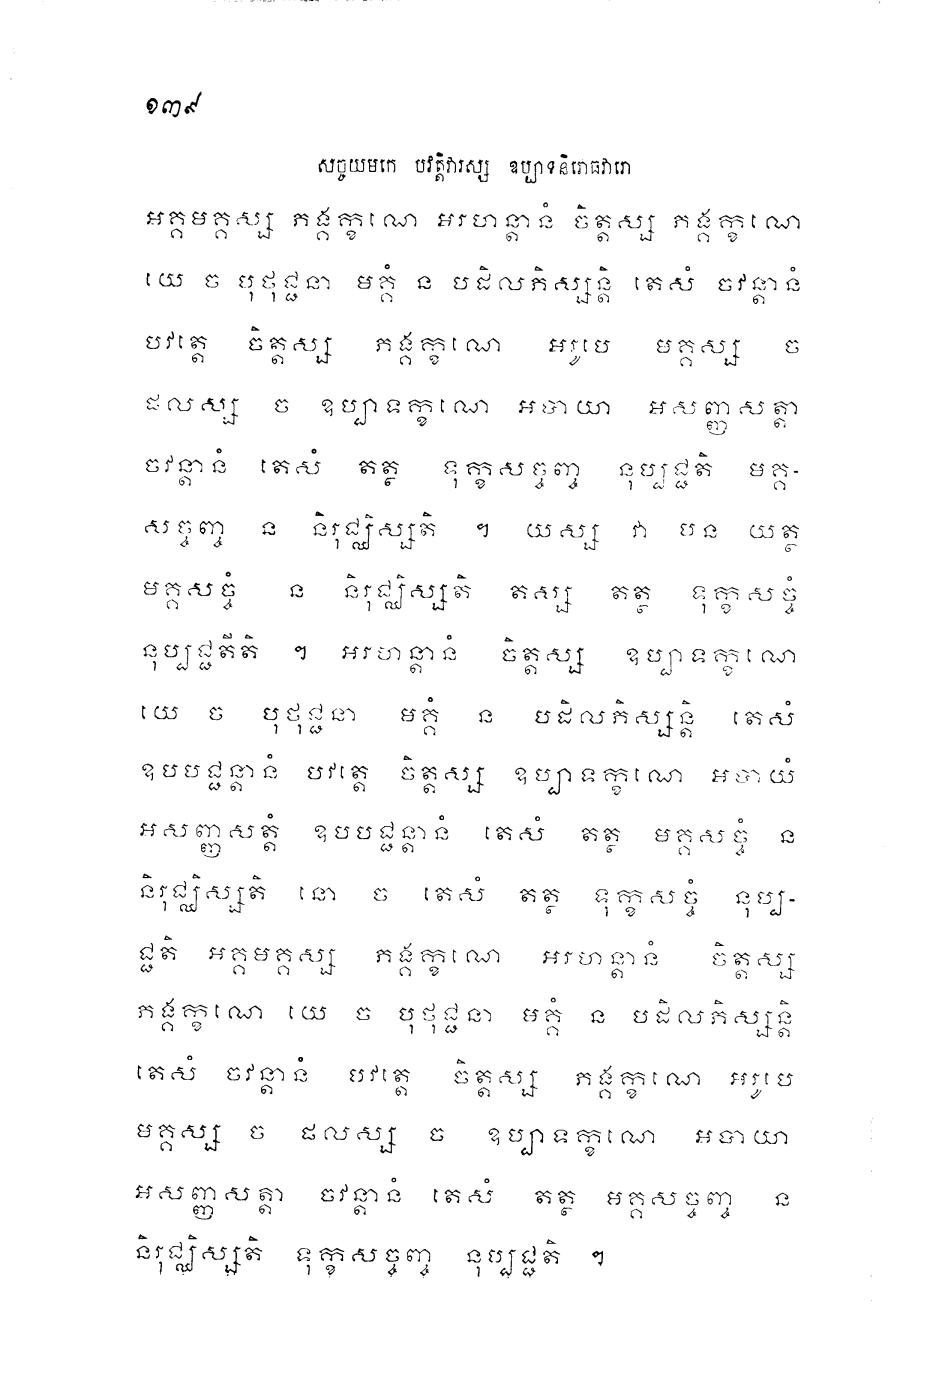 ១៣៩
សច្ចយមកេ បវត្តិវារស្ស ឧប្បាទនិរោធវារោ
អគ្គមគ្គស្ស ភង្គក្ខណេ អរហន្តានំ ចិត្តស្ស ភង្គក្ខណេ
យេ ច បុថុជ្ជនា មគ្គំ ន បដិលភិស្សន្តិ តេសំ ចវន្តានំ
បវត្តេ ចិត្តស្ស ភង្គក្ខណេ អរូបេ មគ្គស្ស ច
ផលស្ស ច ឧប្បាទក្ខណេ អបាយា អសញ្ញសត្តា
ចវន្តានំ តេសំ តត្ថ ទុក្ខសច្ចញ្ច នុប្បជ្ជតិ មគ្គ-
សច្ចញ្ច ន និរុជ្ឈិស្សតិ ។ យស្ស វា បន យត្ថ
មគ្គសច្ចំ ន និរុជ្ឈិស្សតិ តស្ស តត្ថ ទុក្ខសច្ចំ
នុប្បជ្ជតីតិ ។ អរហន្តានំ ចិត្តស្ស ឧប្បាទក្ខណេ
យេ ច បុថុជ្ជនា មគ្គំ ន បដិលភិស្សន្តិ តេសំ
ឧបបជ្ជន្តានំ បវត្តេ ចិត្តស្ស ឧប្បាទក្ខណេ អបាយំ
អសញ្ញសត្តំ ឧបបជ្ជន្តានំ តេសំ តត្ថ មគ្គសច្ចំ ន
និរុជ្ឈិស្សតិ នោ ច តេសំ តត្ថ ទុក្ខសច្ចំ នុប្ប-
ជ្ជតិ អគ្គមគ្គស្ស ភង្គក្ខណេ អរហន្តានំ ចិត្តស្ស
ភង្គក្ខណេ យេ ច បុថុជ្ជនា មគ្គំ ន បដិលភិស្សន្តិ
តេសំ ចវន្តានំ បវត្តេ ចិត្តស្ស ភង្គក្ខណេ អរូបេ
មគ្គស្ស ច ផលស្ស ច ឧប្បាទក្ខណេ អបាយា
អសញ្ញសត្តា ចវន្តានំ តេសំ តត្ថ អគ្គសច្ចញ្ច ន
និរុជ្ឈិស្សតិ ទុក្ខសច្ចញ្ច នុប្បជ្ជតិ ។